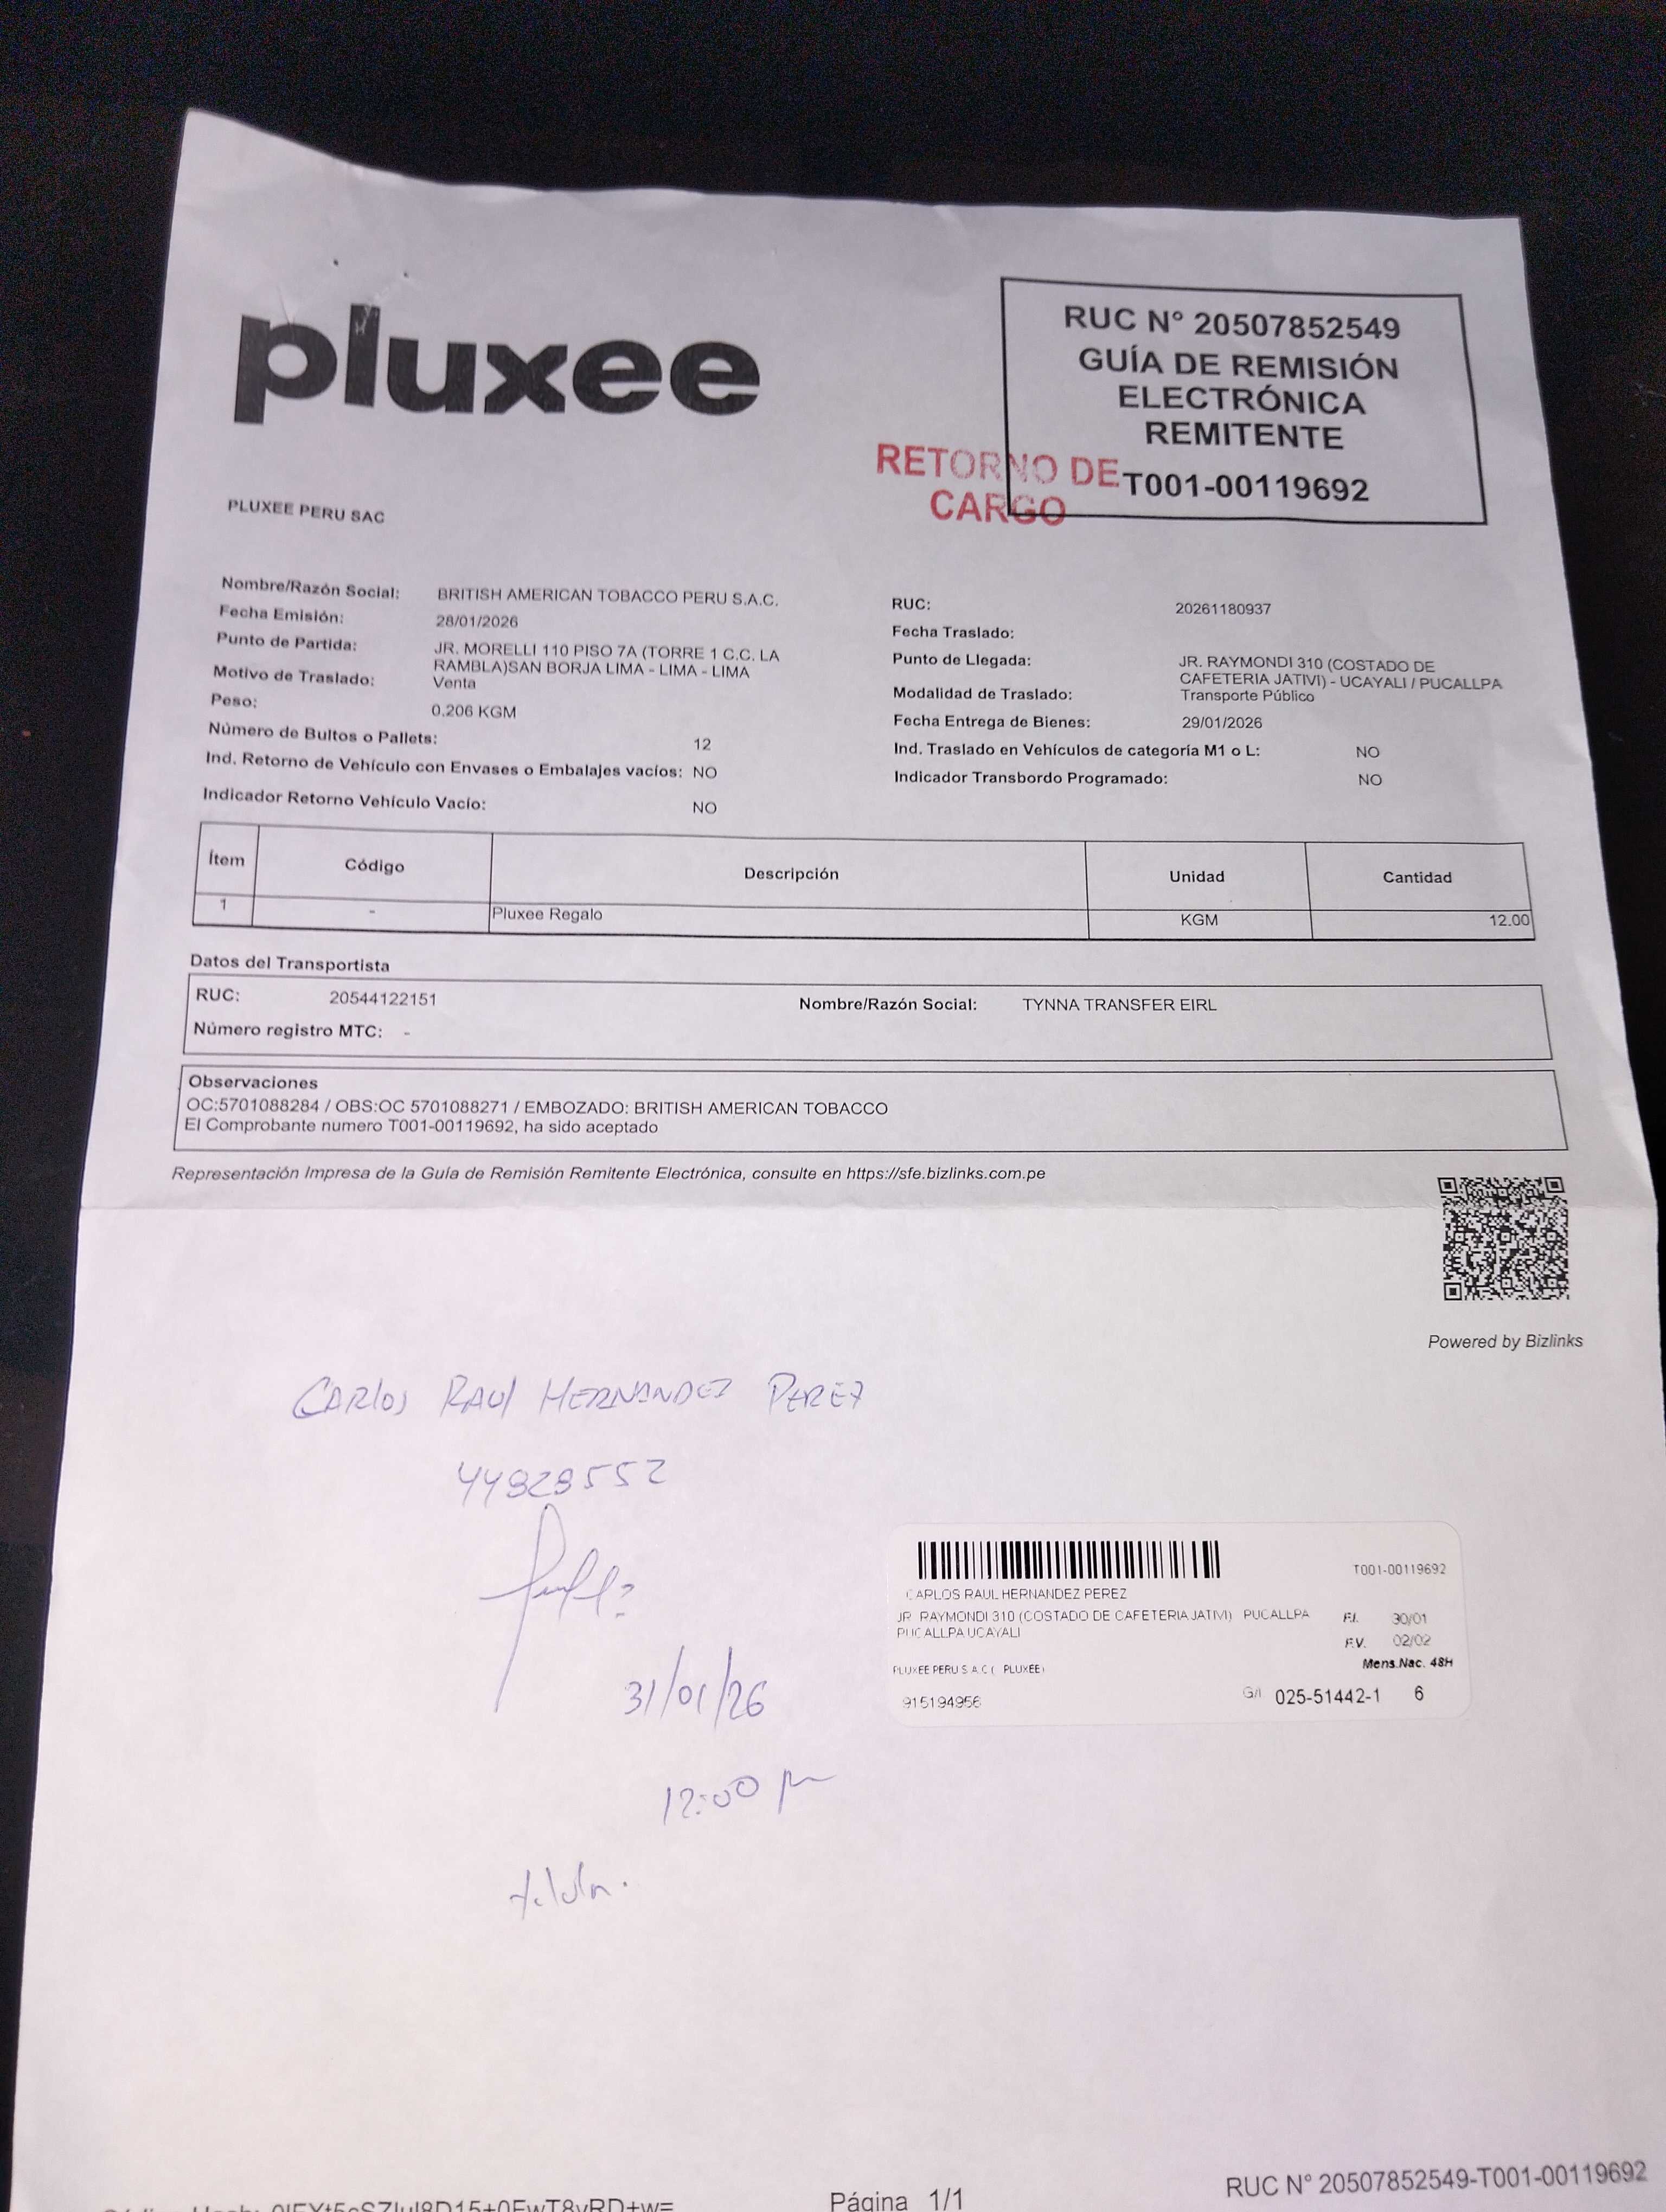 pluxee
RUC N° 20507852549
GUÍA DE REMISIÓN
ELECTRÓNICA
REMITENTE
T001-00119692
RETORNO DE
CARGO
PLUXEE PERU SAC
Nombre/Razón Social: BRITISH AMERICAN TOBACCO PERU S.A.C.
Fecha Emisión: 28/01/2026
Punto de Partida: JR. MORELLI 110 PISO 7A (TORRE 1 C.C. LA
RAMBLA)SAN BORJA LIMA - LIMA - LIMA
Motivo de Traslado: Venta
Peso: 0.206 KGM
Número de Bultos o Pallets: 12
Ind. Retorno de Vehículo con Envases o Embalajes vacíos: NO
Indicador Retorno Vehículo Vacío: NO
RUC: 20261180937
Fecha Traslado:
Punto de Llegada: JR. RAYMONDI 310 (COSTADO DE
CAFETERIA JATIVI) - UCAYALI / PUCALLPA
Modalidad de Traslado: Transporte Público
Fecha Entrega de Bienes: 29/01/2026
Ind. Traslado en Vehículos de categoría M1 o L: NO
Indicador Transbordo Programado: NO
Ítem Código Descripción Unidad Cantidad
1 - Pluxee Regalo KGM 12.00
Datos del Transportista
RUC: 20544122151 Nombre/Razón Social: TYNNA TRANSFER EIRL
Número registro MTC: -
Observaciones
OC:5701088284 / OBS:OC 5701088271 / EMBOZADO: BRITISH AMERICAN TOBACCO
El Comprobante numero T001-00119692, ha sido aceptado
Representación Impresa de la Guía de Remisión Remitente Electrónica, consulte en https://sfe.bizlinks.com.pe
Powered by Bizlinks
CARlos RAUl HERNANDEZ PEREZ
44929552
31/01/26
12:00 pm
T001-00119692
CARLOS RAUL HERNANDEZ PEREZ
JR. RAYMONDI 310 (COSTADO DE CAFETERIA JATIVI) PUCALLPA
PUCALLPA UCAYALI
F.I. 30/01
F.V. 02/02
PLUXEE PERU S.A.C ( PLUXEE)
Mens.Nac. 48H
915194956
G/I 025-51442-1 6
RUC N° 20507852549-T001-00119692
Página 1/1